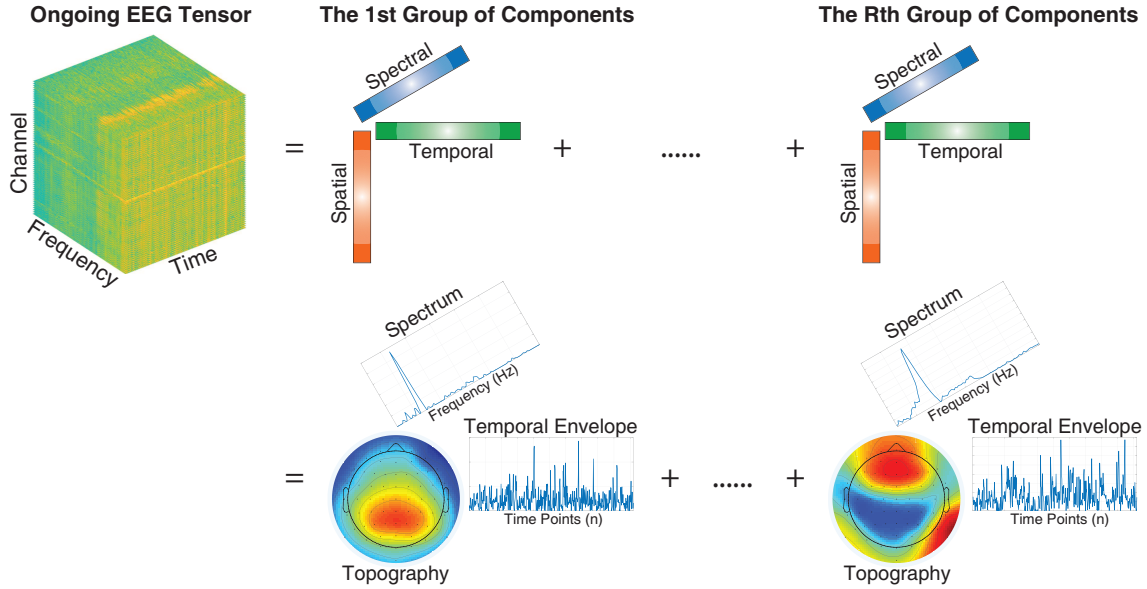 Ongoing EEG Tensor
The 1st Group of Components
The Rth Group of Components
Channel
Frequency
Time
=
Spectral
Temporal
Spatial
+
......
+
Spectral
Temporal
Spatial
=
Spectrum
Frequency (Hz)
Temporal Envelope
Time Points (n)
Topography
+
......
+
Spectrum
Frequency (Hz)
Temporal Envelope
Time Points (n)
Topography